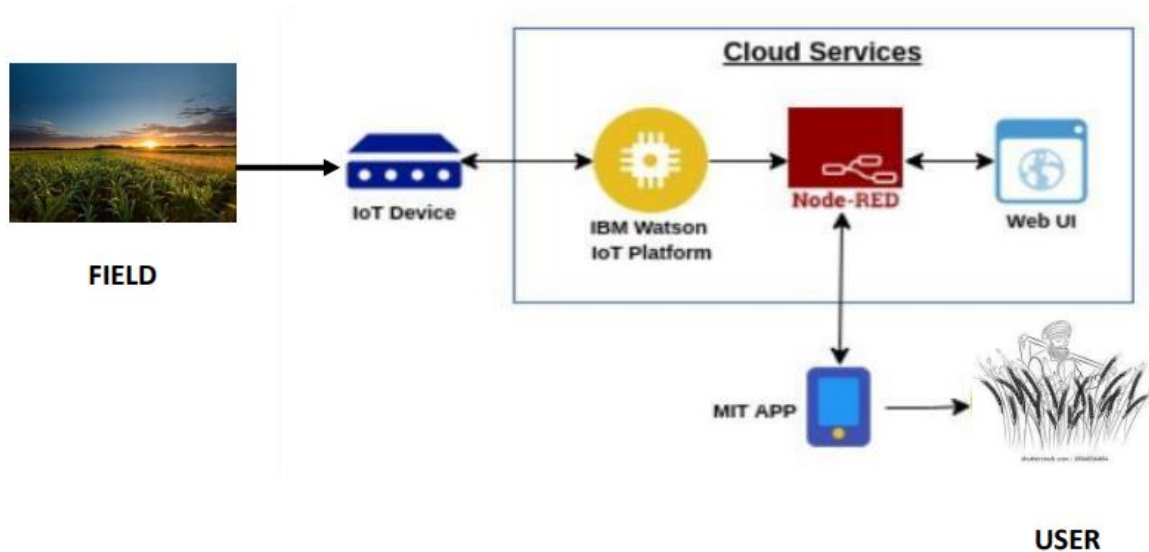 Cloud Services
IoT Device
IBM Watson
IoT Platform
Node-RED
Web UI
FIELD
MIT APP
USER